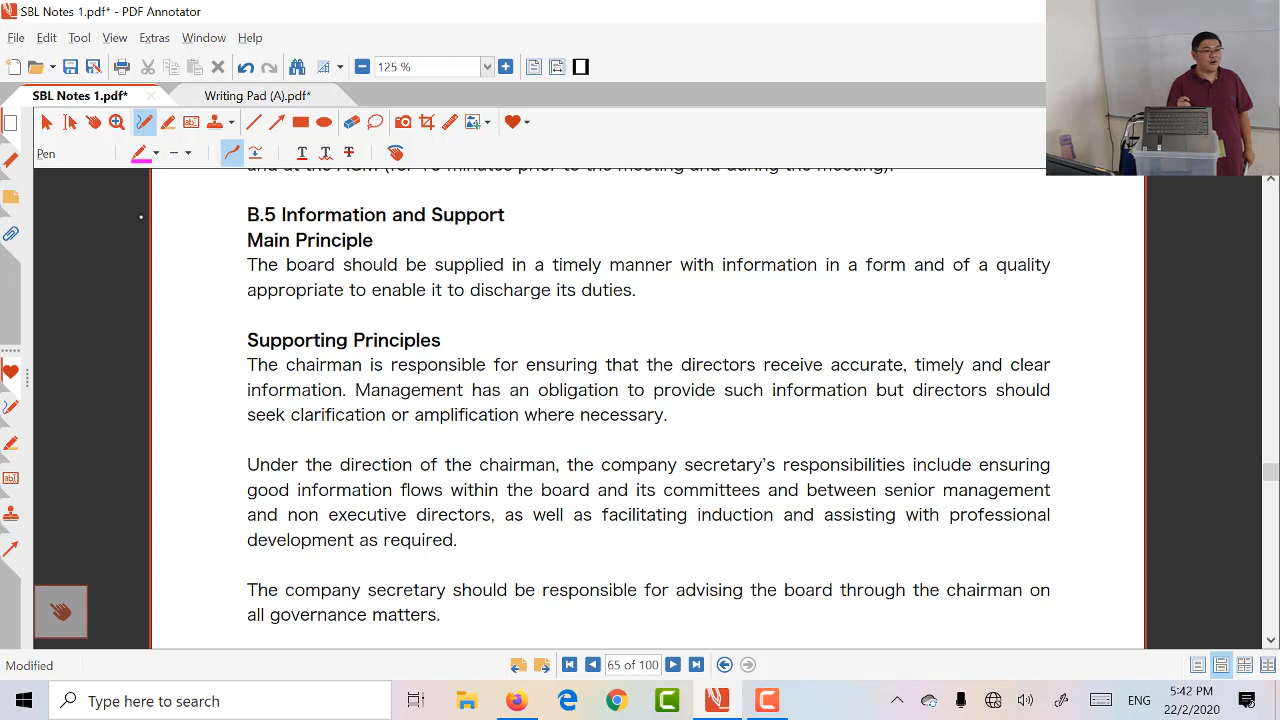 SBL Notes 1.pdf* - PDF Annotator
File Edit Tool View Extras Window Help
125 %
SBL Notes 1.pdf* Writing Pad (A).pdf*
Pen
B.5 Information and Support
Main Principle
The board should be supplied in a timely manner with information in a form and of a quality
appropriate to enable it to discharge its duties.
Supporting Principles
The chairman is responsible for ensuring that the directors receive accurate, timely and clear
information. Management has an obligation to provide such information but directors should
seek clarification or amplification where necessary.
Under the direction of the chairman, the company secretary's responsibilities include ensuring
good information flows within the board and its committees and between senior management
and non executive directors, as well as facilitating induction and assisting with professional
development as required.
The company secretary should be responsible for advising the board through the chairman on
all governance matters.
65 of 100
Modified
Type here to search
ENG
5:42 PM
22/2/2020